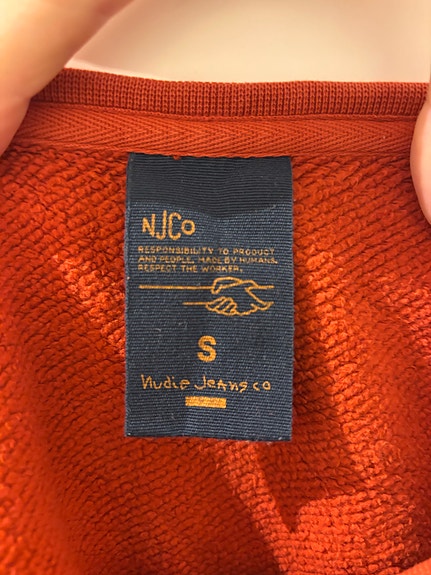 NJCo
RESPONSIBILITY TO PRODUCT
AND PEOPLE. MADE BY HUMANS.
RESPECT THE WORKER.
S
Nudie Jeans co